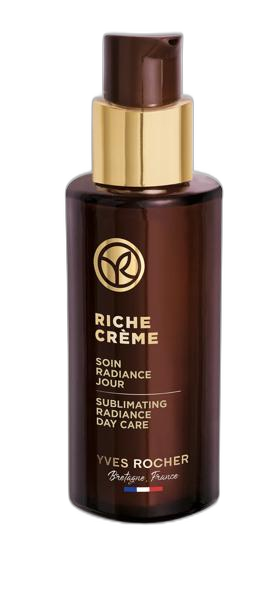 RICHE
CRÈME
SOIN
RADIANCE
JOUR
SUBLIMATING
RADIANCE
DAY CARE
YVES ROCHER
Bretagne, France